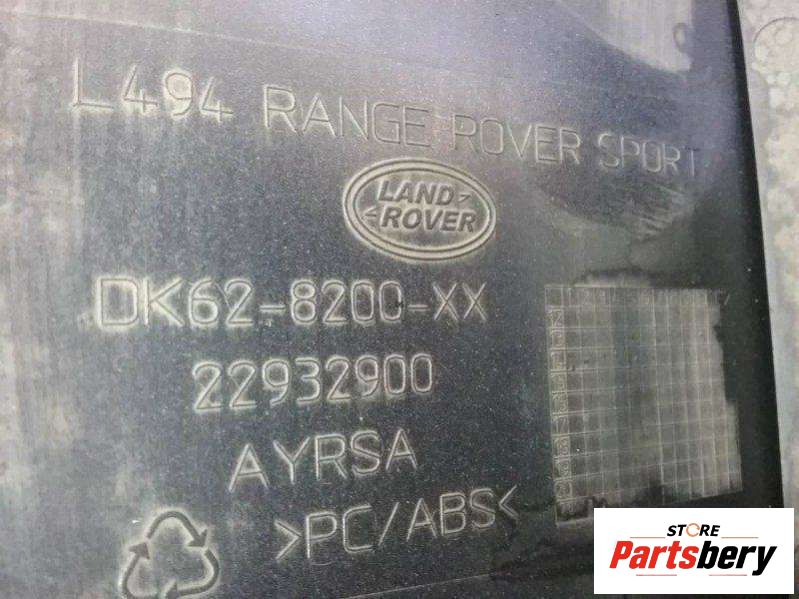 L494 RANGE ROVER SPORT
LAND
ROVER
DK62-8200-XX
22932900
AYRSA
>PC/ABS<
STORE
Partsbery